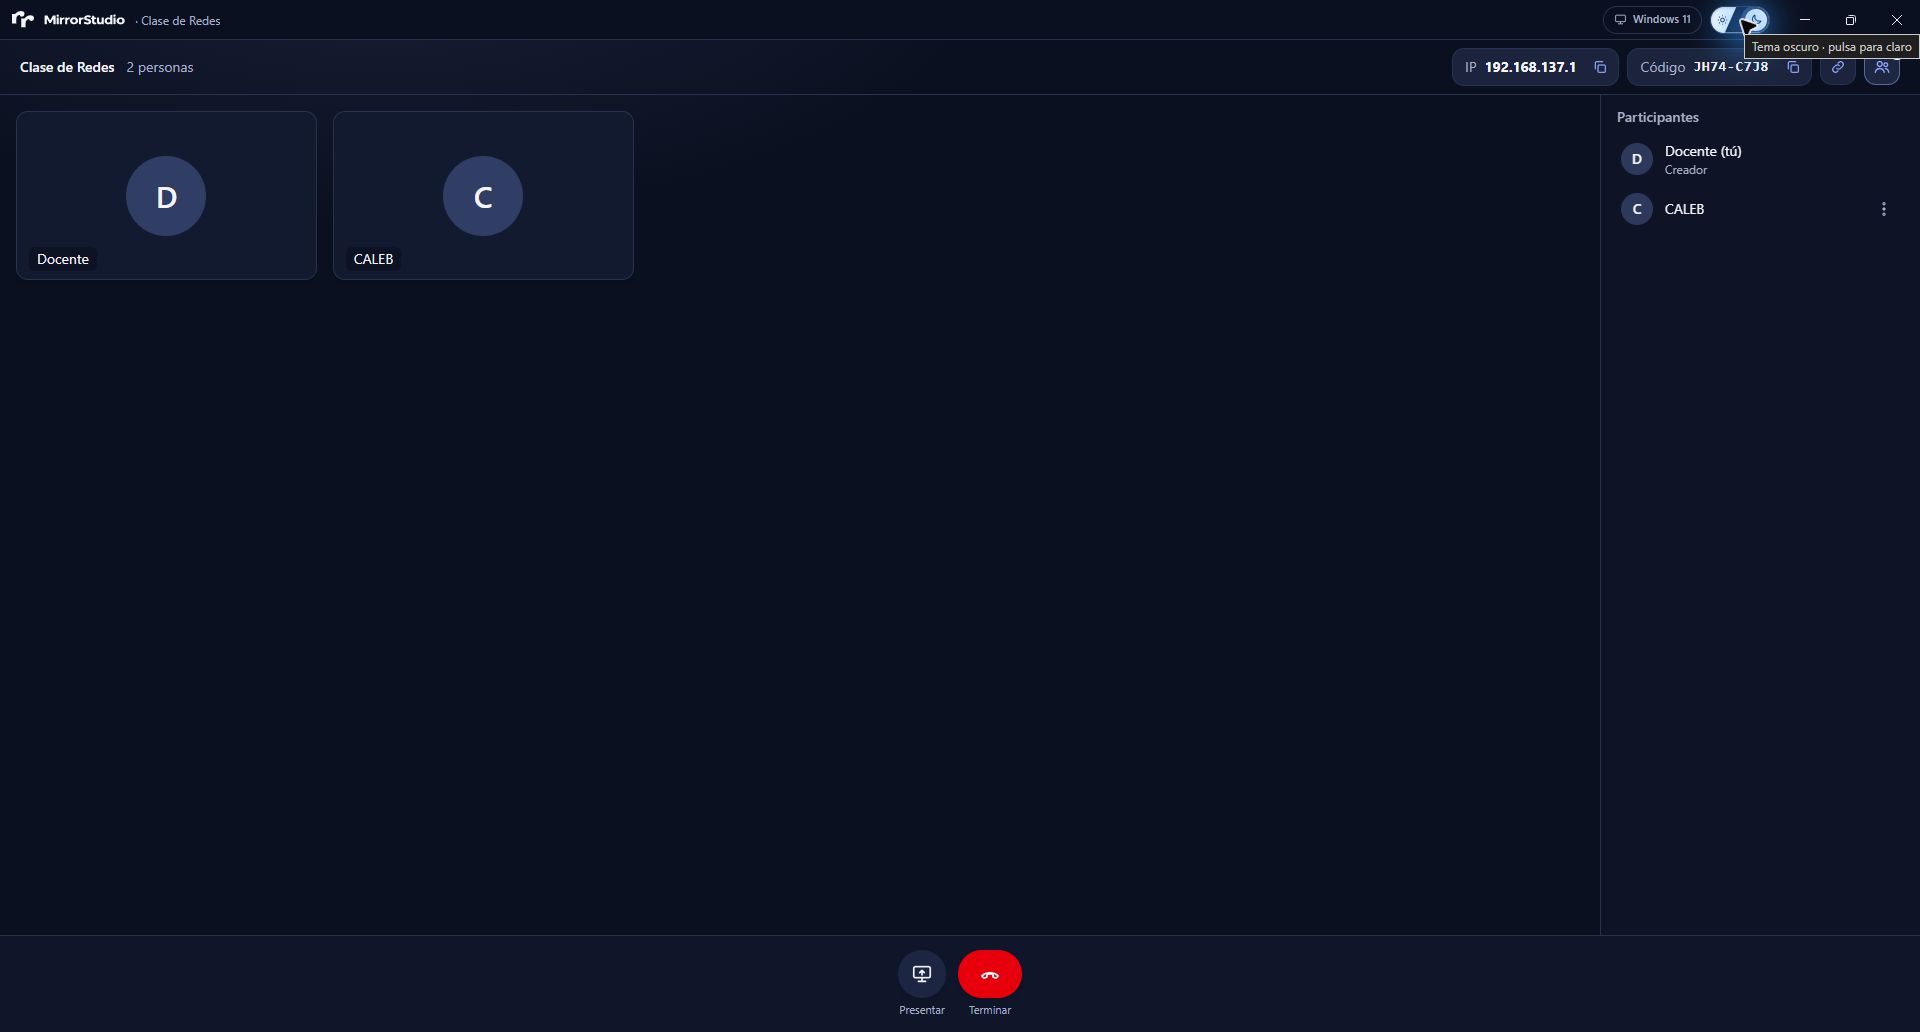 MirrorStudio · Clase de Redes
Windows 11
Tema oscuro · pulsa para claro
Clase de Redes 2 personas
IP 192.168.137.1
Código JH74-C7J8
Participantes
D
Docente (tú)
Creador
C
CALEB
D
Docente
C
CALEB
Presentar
Terminar